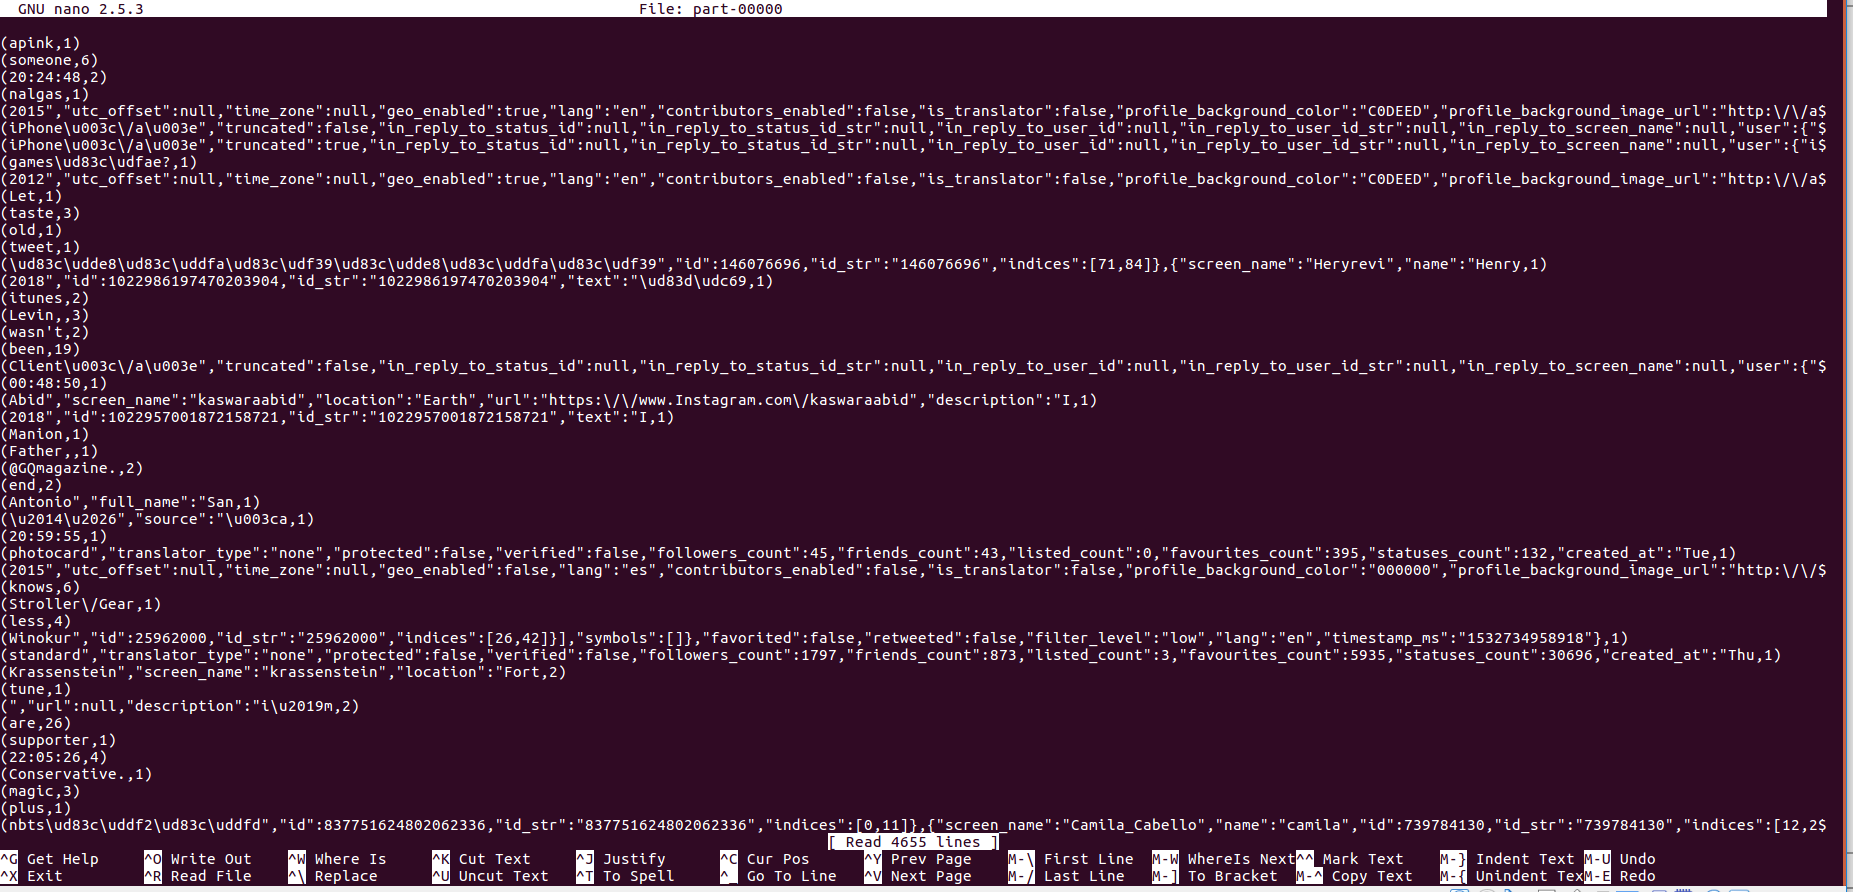 GNU nano 2.5.3 File: part-00000
(apink,1)
(someone,6)
(20:24:48,2)
(nalgas,1)
(2015","utc_offset":null,"time_zone":null,"geo_enabled":true,"lang":"en","contributors_enabled":false,"is_translator":false,"profile_background_color":"C0DEED","profile_background_image_url":"http:\/\/a$
(iPhone\u003c\/a\u003e","truncated":false,"in_reply_to_status_id":null,"in_reply_to_status_id_str":null,"in_reply_to_user_id":null,"in_reply_to_user_id_str":null,"in_reply_to_screen_name":null,"user":{"$
(iPhone\u003c\/a\u003e","truncated":true,"in_reply_to_status_id":null,"in_reply_to_status_id_str":null,"in_reply_to_user_id":null,"in_reply_to_user_id_str":null,"in_reply_to_screen_name":null,"user":{"i$
(games\ud83c\udfae?,1)
(2012","utc_offset":null,"time_zone":null,"geo_enabled":true,"lang":"en","contributors_enabled":false,"is_translator":false,"profile_background_color":"C0DEED","profile_background_image_url":"http:\/\/a$
(Let,1)
(taste,3)
(old,1)
(tweet,1)
(\ud83c\udde8\ud83c\uddfa\ud83c\udf39\ud83c\udde8\ud83c\uddfa\ud83c\udf39","id":146076696,"id_str":"146076696","indices":[71,84]},{"screen_name":"Heryrevi","name":"Henry,1)
(2018","id":1022986197470203904,"id_str":"1022986197470203904","text":"\ud83d\udc69,1)
(itunes,2)
(Levin,,3)
(wasn't,2)
(been,19)
(Client\u003c\/a\u003e","truncated":false,"in_reply_to_status_id":null,"in_reply_to_status_id_str":null,"in_reply_to_user_id":null,"in_reply_to_user_id_str":null,"in_reply_to_screen_name":null,"user":{"$
(00:48:50,1)
(Abid","screen_name":"kaswaraabid","location":"Earth","url":"https:\/\/www.Instagram.com\/kaswaraabid","description":"I,1)
(2018","id":1022957001872158721,"id_str":"1022957001872158721","text":"I,1)
(Manion,1)
(Father,,1)
(@GQmagazine.,2)
(end,2)
(Antonio","full_name":"San,1)
(\u2014\u2026","source":"\u003ca,1)
(20:59:55,1)
(photocard","translator_type":"none","protected":false,"verified":false,"followers_count":45,"friends_count":43,"listed_count":0,"favourites_count":395,"statuses_count":132,"created_at":"Tue,1)
(2015","utc_offset":null,"time_zone":null,"geo_enabled":false,"lang":"es","contributors_enabled":false,"is_translator":false,"profile_background_color":"000000","profile_background_image_url":"http:\/\/$
(knows,6)
(Stroller\/Gear,1)
(less,4)
(Winokur","id":25962000,"id_str":"25962000","indices":[26,42]}],"symbols":[]},"favorited":false,"retweeted":false,"filter_level":"low","lang":"en","timestamp_ms":"1532734958918"},1)
(standard","translator_type":"none","protected":false,"verified":false,"followers_count":1797,"friends_count":873,"listed_count":3,"favourites_count":5935,"statuses_count":30696,"created_at":"Thu,1)
(Krassenstein","screen_name":"krassenstein","location":"Fort,2)
(tune,1)
(","url":null,"description":"i\u2019m,2)
(are,26)
(supporter,1)
(22:05:26,4)
(Conservative.,1)
(magic,3)
(plus,1)
(nbts\ud83c\uddf2\ud83c\uddfd","id":837751624802062336,"id_str":"837751624802062336","indices":[0,11]},{"screen_name":"Camila_Cabello","name":"camila","id":739784130,"id_str":"739784130","indices":[12,2$
[ Read 4655 lines ]
^G Get Help ^O Write Out ^W Where Is ^K Cut Text ^J Justify ^C Cur Pos ^Y Prev Page M-\ First Line M-W WhereIs Next ^^ Mark Text M-} Indent Text M-U Undo
^X Exit ^R Read File ^\ Replace ^U Uncut Text ^T To Spell ^_ Go To Line ^V Next Page M-/ Last Line M-] To Bracket M-^ Copy Text M-{ Unindent Tex M-E Redo